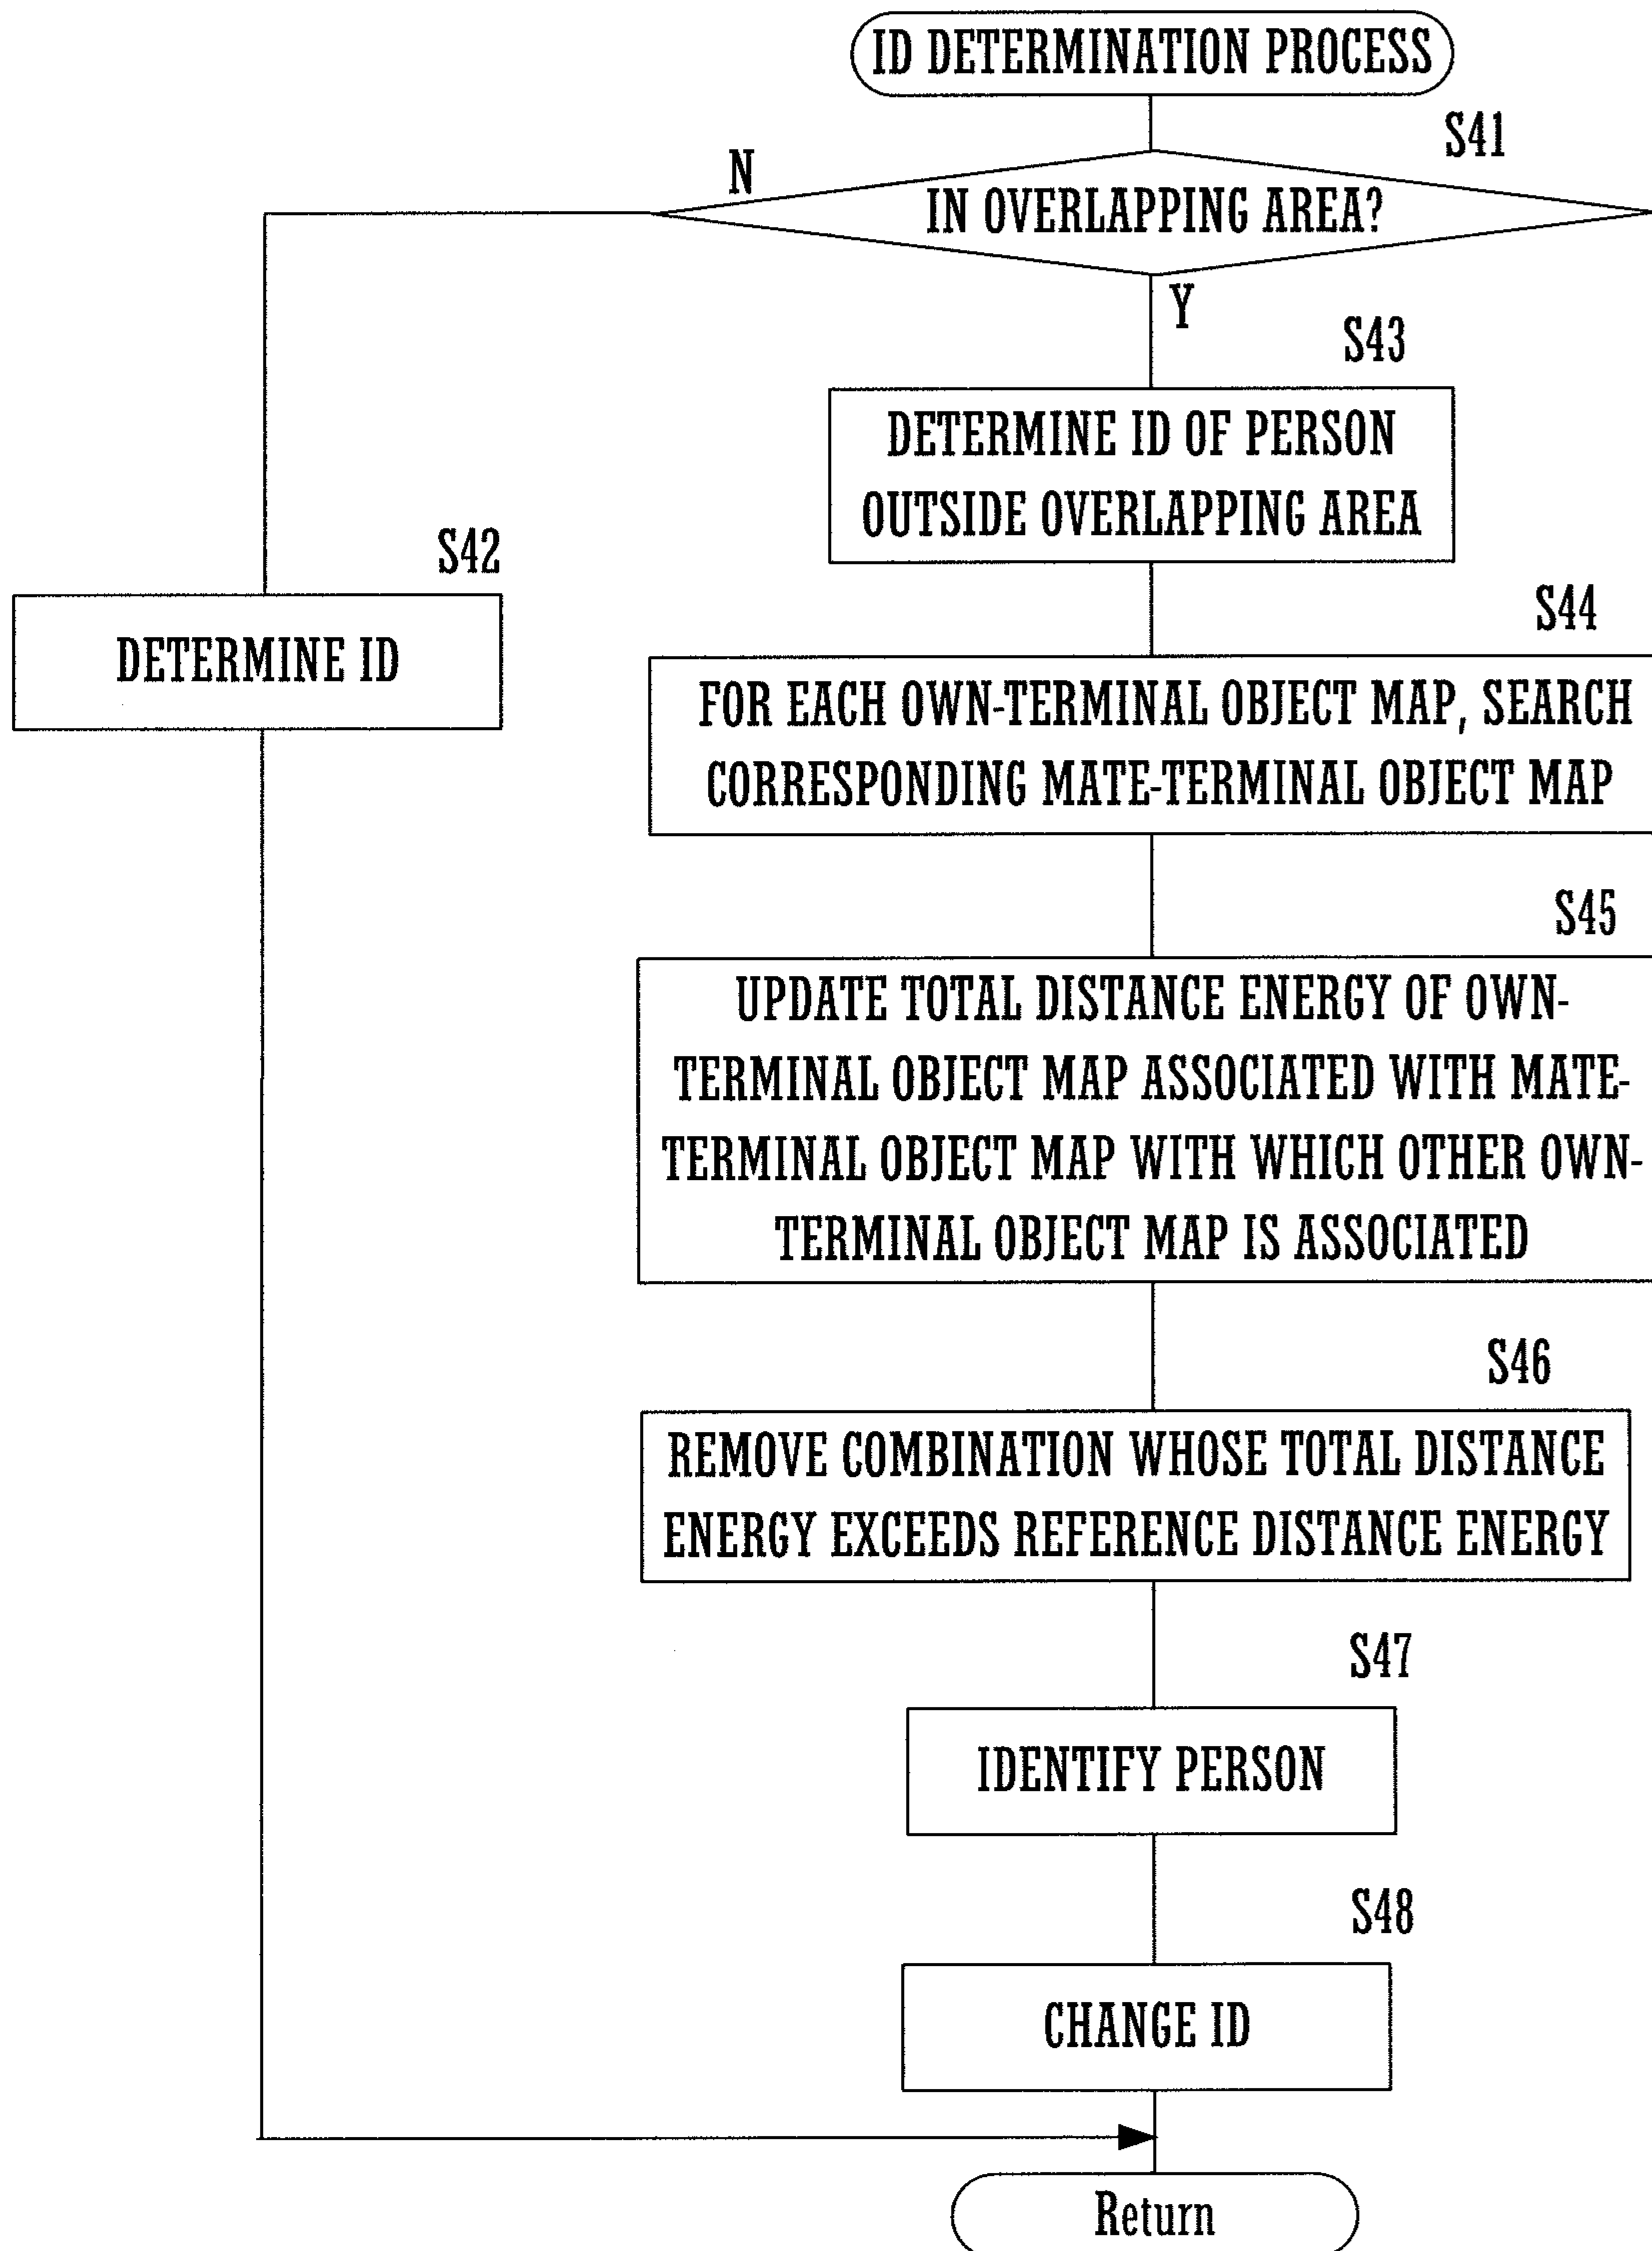 ID DETERMINATION PROCESS
S41
N
IN OVERLAPPING AREA?
Y
S43
DETERMINE ID OF PERSON
OUTSIDE OVERLAPPING AREA
S42
DETERMINE ID
S44
FOR EACH OWN-TERMINAL OBJECT MAP, SEARCH
CORRESPONDING MATE-TERMINAL OBJECT MAP
S45
UPDATE TOTAL DISTANCE ENERGY OF OWN-
TERMINAL OBJECT MAP ASSOCIATED WITH MATE-
TERMINAL OBJECT MAP WITH WHICH OTHER OWN-
TERMINAL OBJECT MAP IS ASSOCIATED
S46
REMOVE COMBINATION WHOSE TOTAL DISTANCE
ENERGY EXCEEDS REFERENCE DISTANCE ENERGY
S47
IDENTIFY PERSON
S48
CHANGE ID
Return